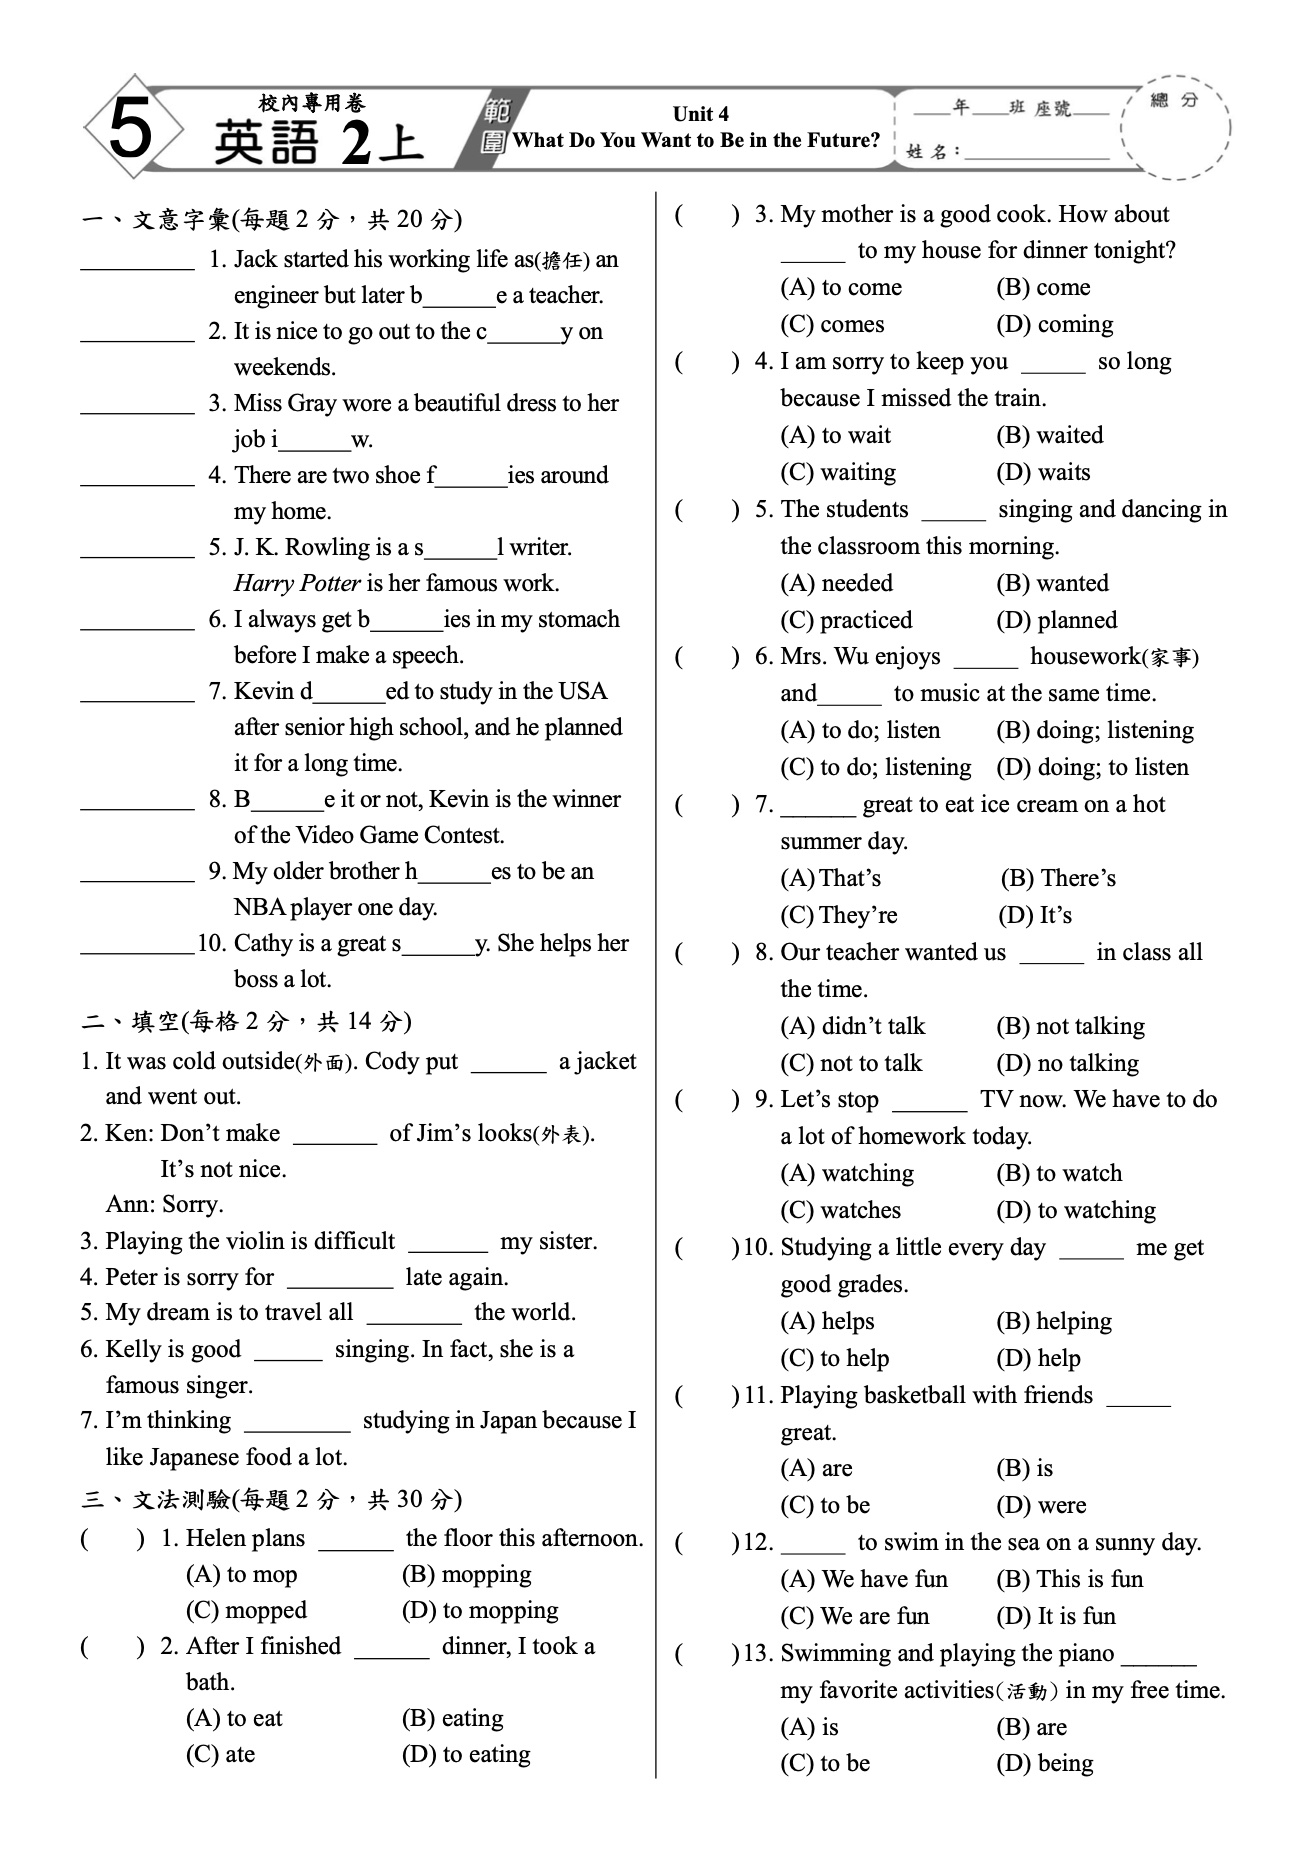 5
校內專用卷
英語 2上
範圍
Unit 4
What Do You Want to Be in the Future?
____年____班 座號____
姓名：________________
總分
一、文意字彙(每題 2 分，共 20 分)
__________ 1. Jack started his working life as(擔任) an
engineer but later b______e a teacher.
__________ 2. It is nice to go out to the c______y on
weekends.
__________ 3. Miss Gray wore a beautiful dress to her
job i______w.
__________ 4. There are two shoe f______ies around
my home.
__________ 5. J. K. Rowling is a s______l writer.
Harry Potter is her famous work.
__________ 6. I always get b______ies in my stomach
before I make a speech.
__________ 7. Kevin d______ed to study in the USA
after senior high school, and he planned
it for a long time.
__________ 8. B______e it or not, Kevin is the winner
of the Video Game Contest.
__________ 9. My older brother h______es to be an
NBA player one day.
__________10. Cathy is a great s______y. She helps her
boss a lot.
二、填空(每格 2 分，共 14 分)
1. It was cold outside(外面). Cody put ______ a jacket
and went out.
2. Ken: Don’t make _______ of Jim’s looks(外表).
It’s not nice.
Ann: Sorry.
3. Playing the violin is difficult ______ my sister.
4. Peter is sorry for ________ late again.
5. My dream is to travel all _______ the world.
6. Kelly is good _____ singing. In fact, she is a
famous singer.
7. I’m thinking ________ studying in Japan because I
like Japanese food a lot.
三、文法測驗(每題 2 分，共 30 分)
( ) 1. Helen plans ______ the floor this afternoon.
(A) to mop (B) mopping
(C) mopped (D) to mopping
( ) 2. After I finished ______ dinner, I took a
bath.
(A) to eat (B) eating
(C) ate (D) to eating
( ) 3. My mother is a good cook. How about
_____ to my house for dinner tonight?
(A) to come (B) come
(C) comes (D) coming
( ) 4. I am sorry to keep you _____ so long
because I missed the train.
(A) to wait (B) waited
(C) waiting (D) waits
( ) 5. The students _____ singing and dancing in
the classroom this morning.
(A) needed (B) wanted
(C) practiced (D) planned
( ) 6. Mrs. Wu enjoys _____ housework(家事)
and_____ to music at the same time.
(A) to do; listen (B) doing; listening
(C) to do; listening (D) doing; to listen
( ) 7. ______ great to eat ice cream on a hot
summer day.
(A) That’s (B) There’s
(C) They’re (D) It’s
( ) 8. Our teacher wanted us _____ in class all
the time.
(A) didn’t talk (B) not talking
(C) not to talk (D) no talking
( ) 9. Let’s stop ______ TV now. We have to do
a lot of homework today.
(A) watching (B) to watch
(C) watches (D) to watching
( )10. Studying a little every day _____ me get
good grades.
(A) helps (B) helping
(C) to help (D) help
( )11. Playing basketball with friends _____
great.
(A) are (B) is
(C) to be (D) were
( )12. _____ to swim in the sea on a sunny day.
(A) We have fun (B) This is fun
(C) We are fun (D) It is fun
( )13. Swimming and playing the piano ______
my favorite activities(活動) in my free time.
(A) is (B) are
(C) to be (D) being